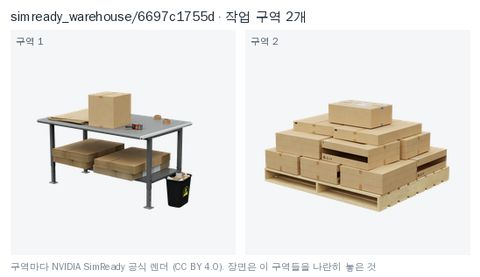 simready_warehouse/6697c1755d · 작업 구역 2개
구역 1
구역 2
구역마다 NVIDIA SimReady 공식 렌더 (CC BY 4.0). 장면은 이 구역들을 나란히 놓은 것